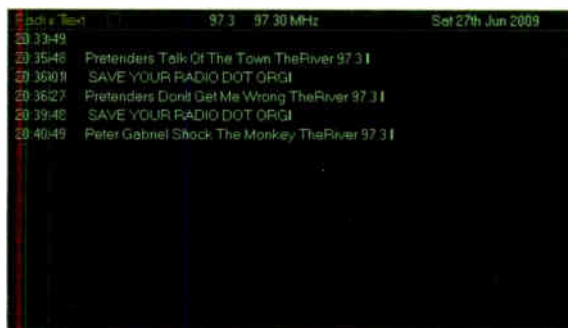 Radio Text 97.3 97.30 MHz Sat 27th Jun 2009
20:33:49
20:35:48 Pretenders Talk Of The Town TheRiver 97.3
20:36:01 SAVE YOUR RADIO DOT ORG
20:36:27 Pretenders Don't Get Me Wrong TheRiver 97.3
20:39:48 SAVE YOUR RADIO DOT ORG
20:40:49 Peter Gabriel Shock The Monkey TheRiver 97.3